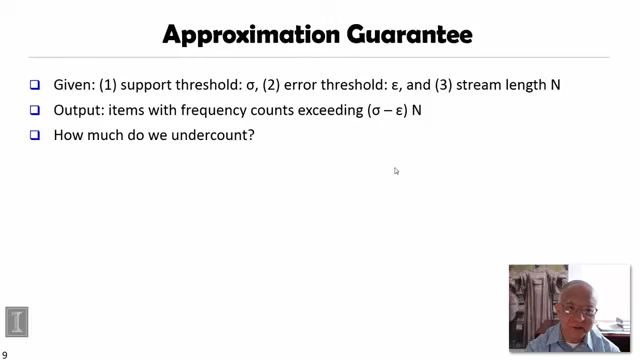 Approximation Guarantee
Given: (1) support threshold: σ, (2) error threshold: ε, and (3) stream length N
Output: items with frequency counts exceeding (σ – ε) N
How much do we undercount?
I
9